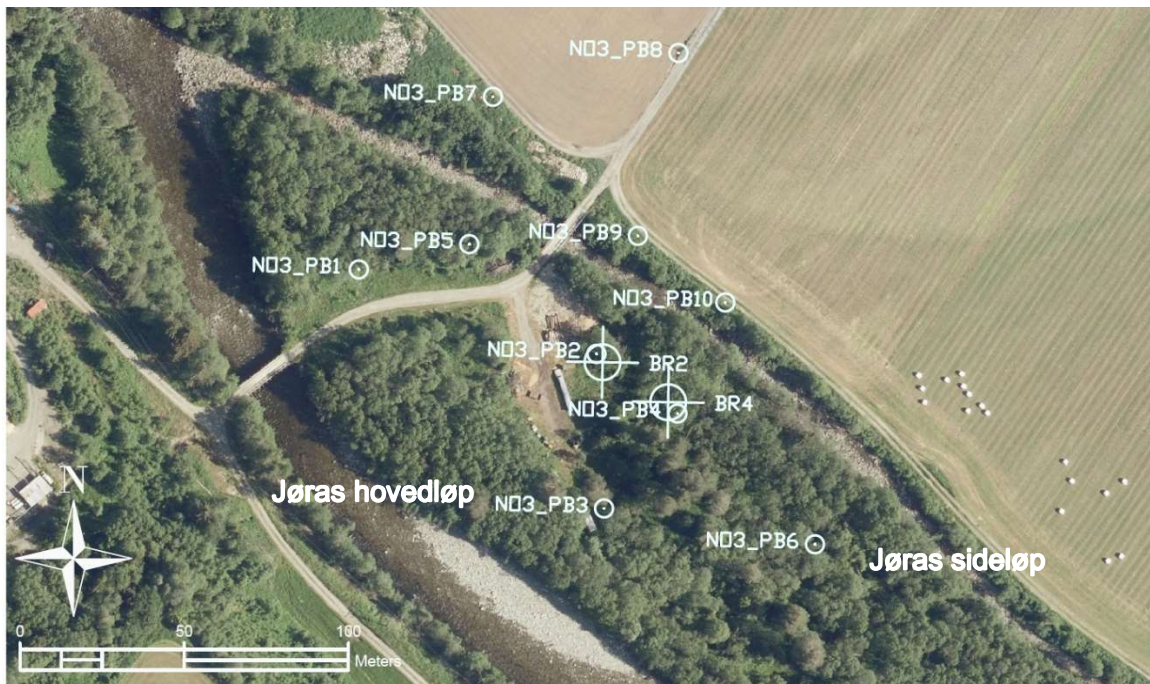 NO3_PB8
NO3_PB7
NO3_PB9
NO3_PB5
NO3_PB1
NO3_PB10
NO3_PB2
BR2
BR4
NO3_PB4
N
Jøras hovedløp
NO3_PB3
NO3_PB6
Jøras sideløp
0 50 100
Meters